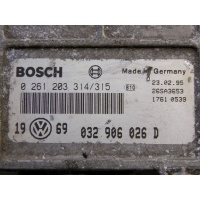 BOSCH Made in Germany
0 261 203 314/315 810 23.02.95
26SA3653
1761 0539
19 69 032 906 026 D